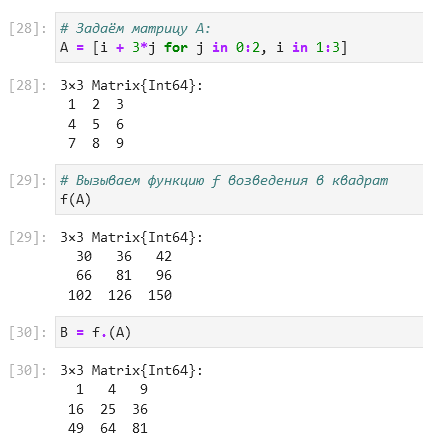 [28]: # Задаём матрицу A:
A = [i + 3*j for j in 0:2, i in 1:3]
[28]: 3×3 Matrix{Int64}:
1 2 3
4 5 6
7 8 9
[29]: # Вызываем функцию f возведения в квадрат
f(A)
[29]: 3×3 Matrix{Int64}:
30 36 42
66 81 96
102 126 150
[30]: B = f.(A)
[30]: 3×3 Matrix{Int64}:
1 4 9
16 25 36
49 64 81